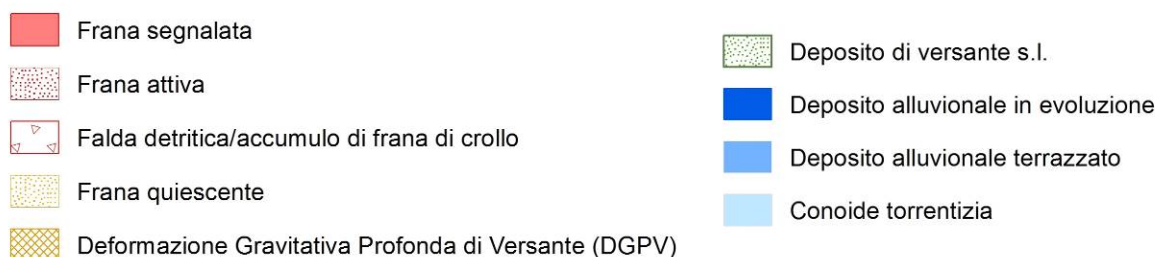 Frana segnalata
Frana attiva
Falda detritica/accumulo di frana di crollo
Frana quiescente
Deformazione Gravitativa Profonda di Versante (DGPV)
Deposito di versante s.l.
Deposito alluvionale in evoluzione
Deposito alluvionale terrazzato
Conoide torrentizia